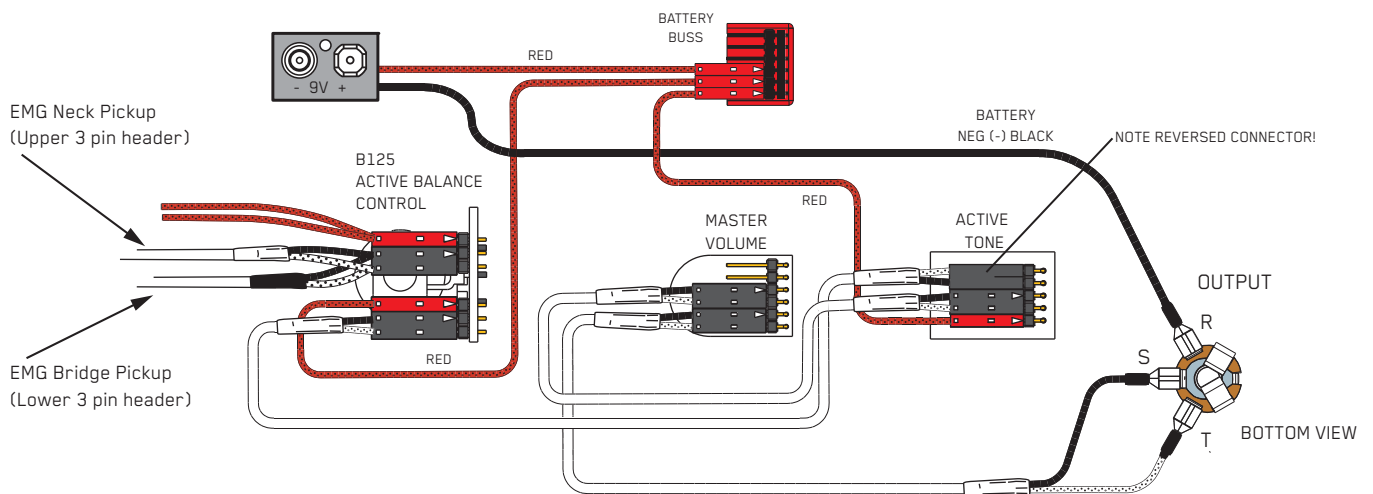 BATTERY
BUSS
RED
- 9V +
EMG Neck Pickup
(Upper 3 pin header)
BATTERY
NEG (-) BLACK
NOTE REVERSED CONNECTOR!
B125
ACTIVE BALANCE
CONTROL
RED
MASTER
VOLUME
ACTIVE
TONE
OUTPUT
R
S
RED
EMG Bridge Pickup
(Lower 3 pin header)
T.
BOTTOM VIEW